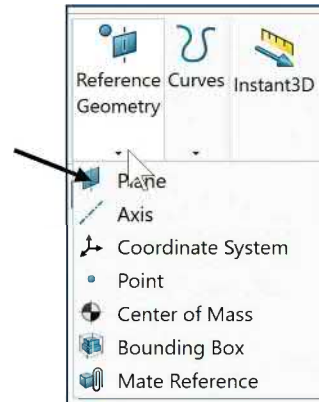 Reference Curves Instant3D
Geometry
Plane
Axis
Coordinate System
Point
Center of Mass
Bounding Box
Mate Reference